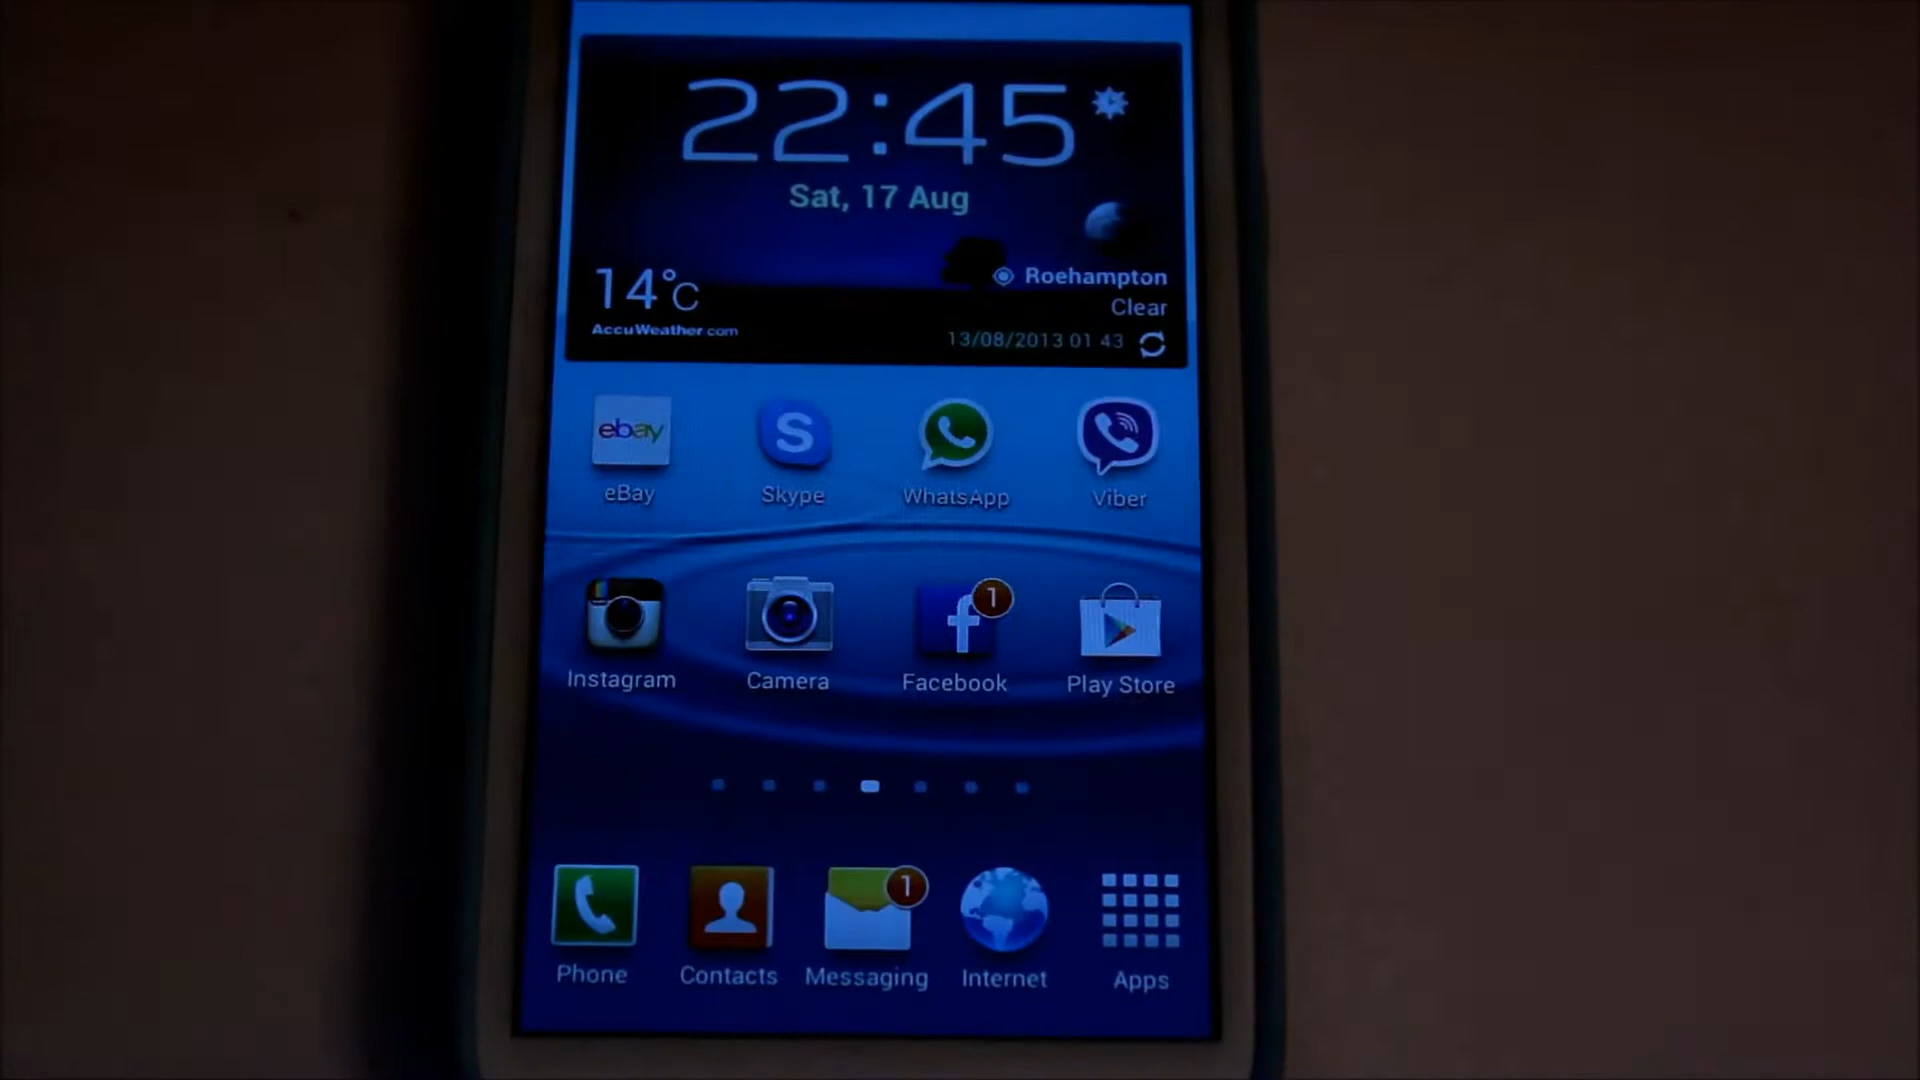 22:45
Sat, 17 Aug
14°C
Roehampton
Clear
AccuWeather.com
13/08/2013 01 43
ebay
S
eBay
Skype
WhatsApp
Viber
f
1
Instagram
Camera
Facebook
Play Store
1
Phone
Contacts
Messaging
Internet
Apps